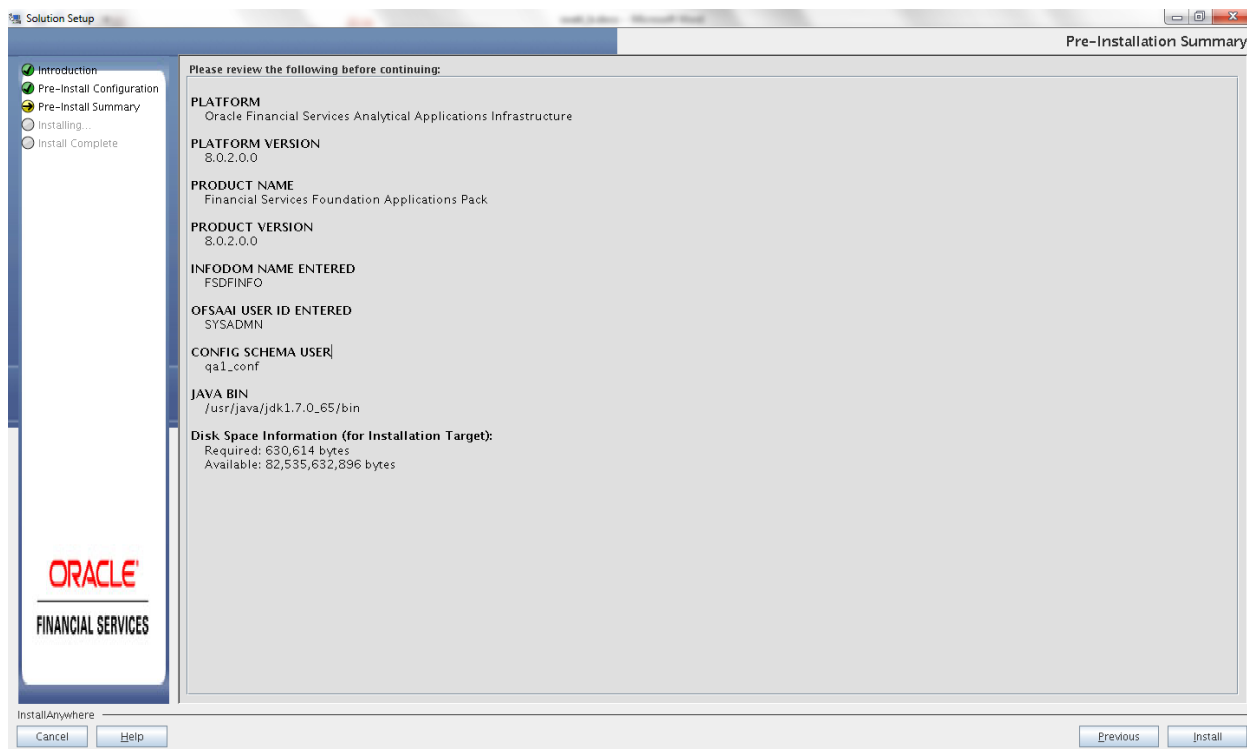 Solution Setup
Pre-Installation Summary
Introduction
Pre-Install Configuration
Pre-Install Summary
Installing...
Install Complete
Please review the following before continuing:
PLATFORM
Oracle Financial Services Analytical Applications Infrastructure
PLATFORM VERSION
8.0.2.0.0
PRODUCT NAME
Financial Services Foundation Applications Pack
PRODUCT VERSION
8.0.2.0.0
INFODOM NAME ENTERED
FSDFINFO
OFSAAI USER ID ENTERED
SYSADMN
CONFIG SCHEMA USER
qa1_conf
JAVA BIN
/usr/java/jdk1.7.0_65/bin
Disk Space Information (for Installation Target):
Required: 630,614 bytes
Available: 82,535,632,896 bytes
ORACLE
FINANCIAL SERVICES
InstallAnywhere
Cancel
Help
Previous
Install